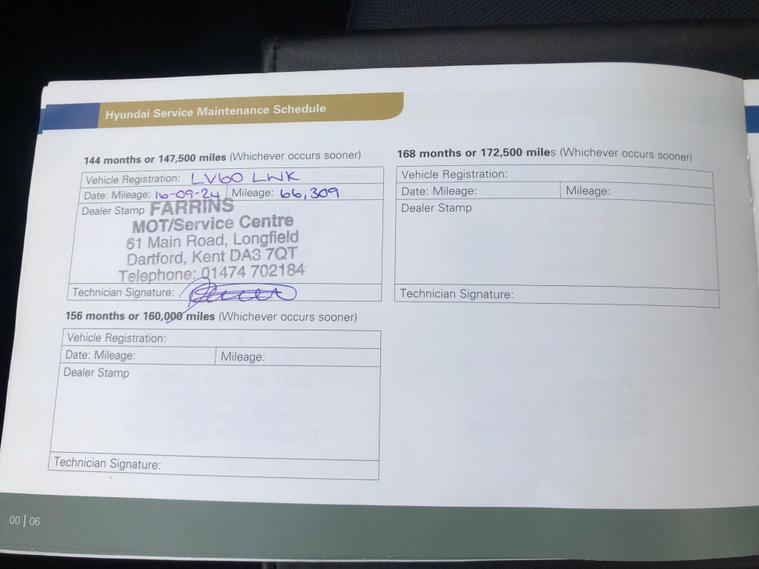 Hyundai Service Maintenance Schedule
144 months or 147,500 miles (Whichever occurs sooner)
Vehicle Registration: LV60 LWK
Date: Mileage: 16-09-24 Mileage: 66,309
Dealer Stamp FARRINS
MOT/Service Centre
61 Main Road, Longfield
Dartford, Kent DA3 7QT
Telephone: 01474 702184
Technician Signature:
156 months or 160,000 miles (Whichever occurs sooner)
Vehicle Registration:
Date: Mileage: Mileage:
Dealer Stamp
Technician Signature:
168 months or 172,500 miles (Whichever occurs sooner)
Vehicle Registration:
Date: Mileage: Mileage:
Dealer Stamp
Technician Signature:
00 | 06